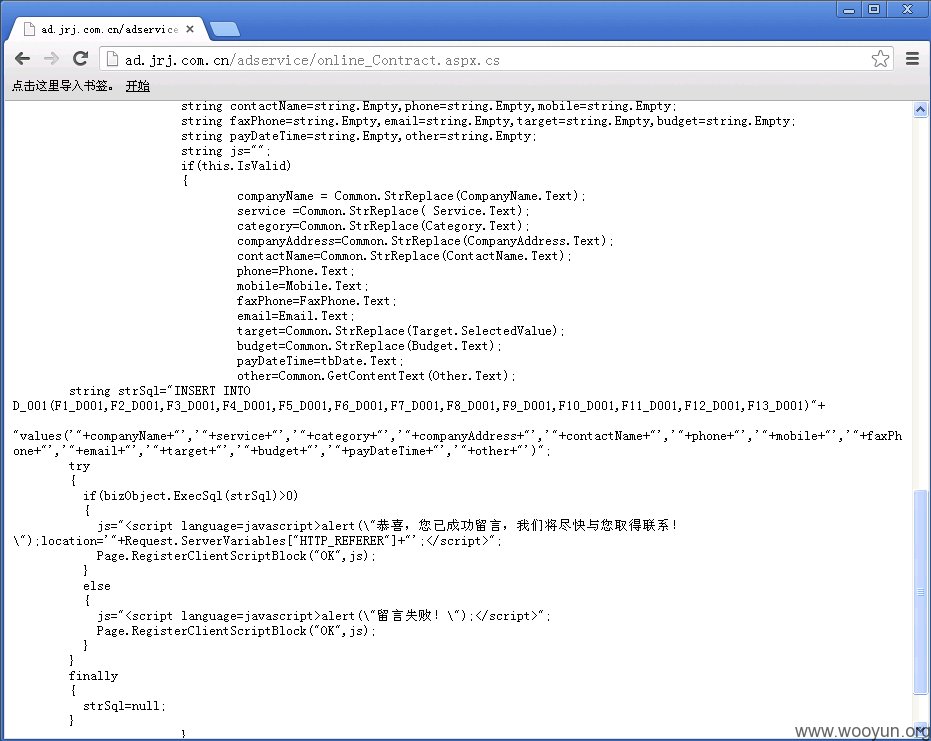 ad.jrj.com.cn/adservice
ad.jrj.com.cn/adservice/online_Contract.aspx.cs
点击这里导入书签。 开始
string contactName=string.Empty,phone=string.Empty,mobile=string.Empty;
string faxPhone=string.Empty,email=string.Empty,target=string.Empty,budget=string.Empty;
string payDateTime=string.Empty,other=string.Empty;
string js="";
if(this.IsValid)
{
companyName = Common.StrReplace(CompanyName.Text);
service =Common.StrReplace( Service.Text);
category=Common.StrReplace(Category.Text);
companyAddress=Common.StrReplace(CompanyAddress.Text);
contactName=Common.StrReplace(ContactName.Text);
phone=Phone.Text;
mobile=Mobile.Text;
faxPhone=FaxPhone.Text;
email=Email.Text;
target=Common.StrReplace(Target.SelectedValue);
budget=Common.StrReplace(Budget.Text);
payDateTime=tbDate.Text;
other=Common.GetContentText(Other.Text);
string strSql="INSERT INTO
D_001(F1_D001,F2_D001,F3_D001,F4_D001,F5_D001,F6_D001,F7_D001,F8_D001,F9_D001,F10_D001,F11_D001,F12_D001,F13_D001)"+
"values('"+companyName+"','"+service+"','"+category+"','"+companyAddress+"','"+contactName+"','"+phone+"','"+mobile+"','"+faxPh
one+"','"+email+"','"+target+"','"+budget+"','"+payDateTime+"','"+other+"')";
try
{
if(bizObject.ExecSql(strSql)>0)
{
js="<script language=javascript>alert(\"恭喜，您已成功留言，我们将尽快与您取得联系！
\");location='"+Request.ServerVariables["HTTP_REFERER"]+"';</script>";
Page.RegisterClientScriptBlock("OK",js);
}
else
{
js="<script language=javascript>alert(\"留言失败！\");</script>";
Page.RegisterClientScriptBlock("OK",js);
}
}
finally
{
strSql=null;
}
}
www.wooyun.org